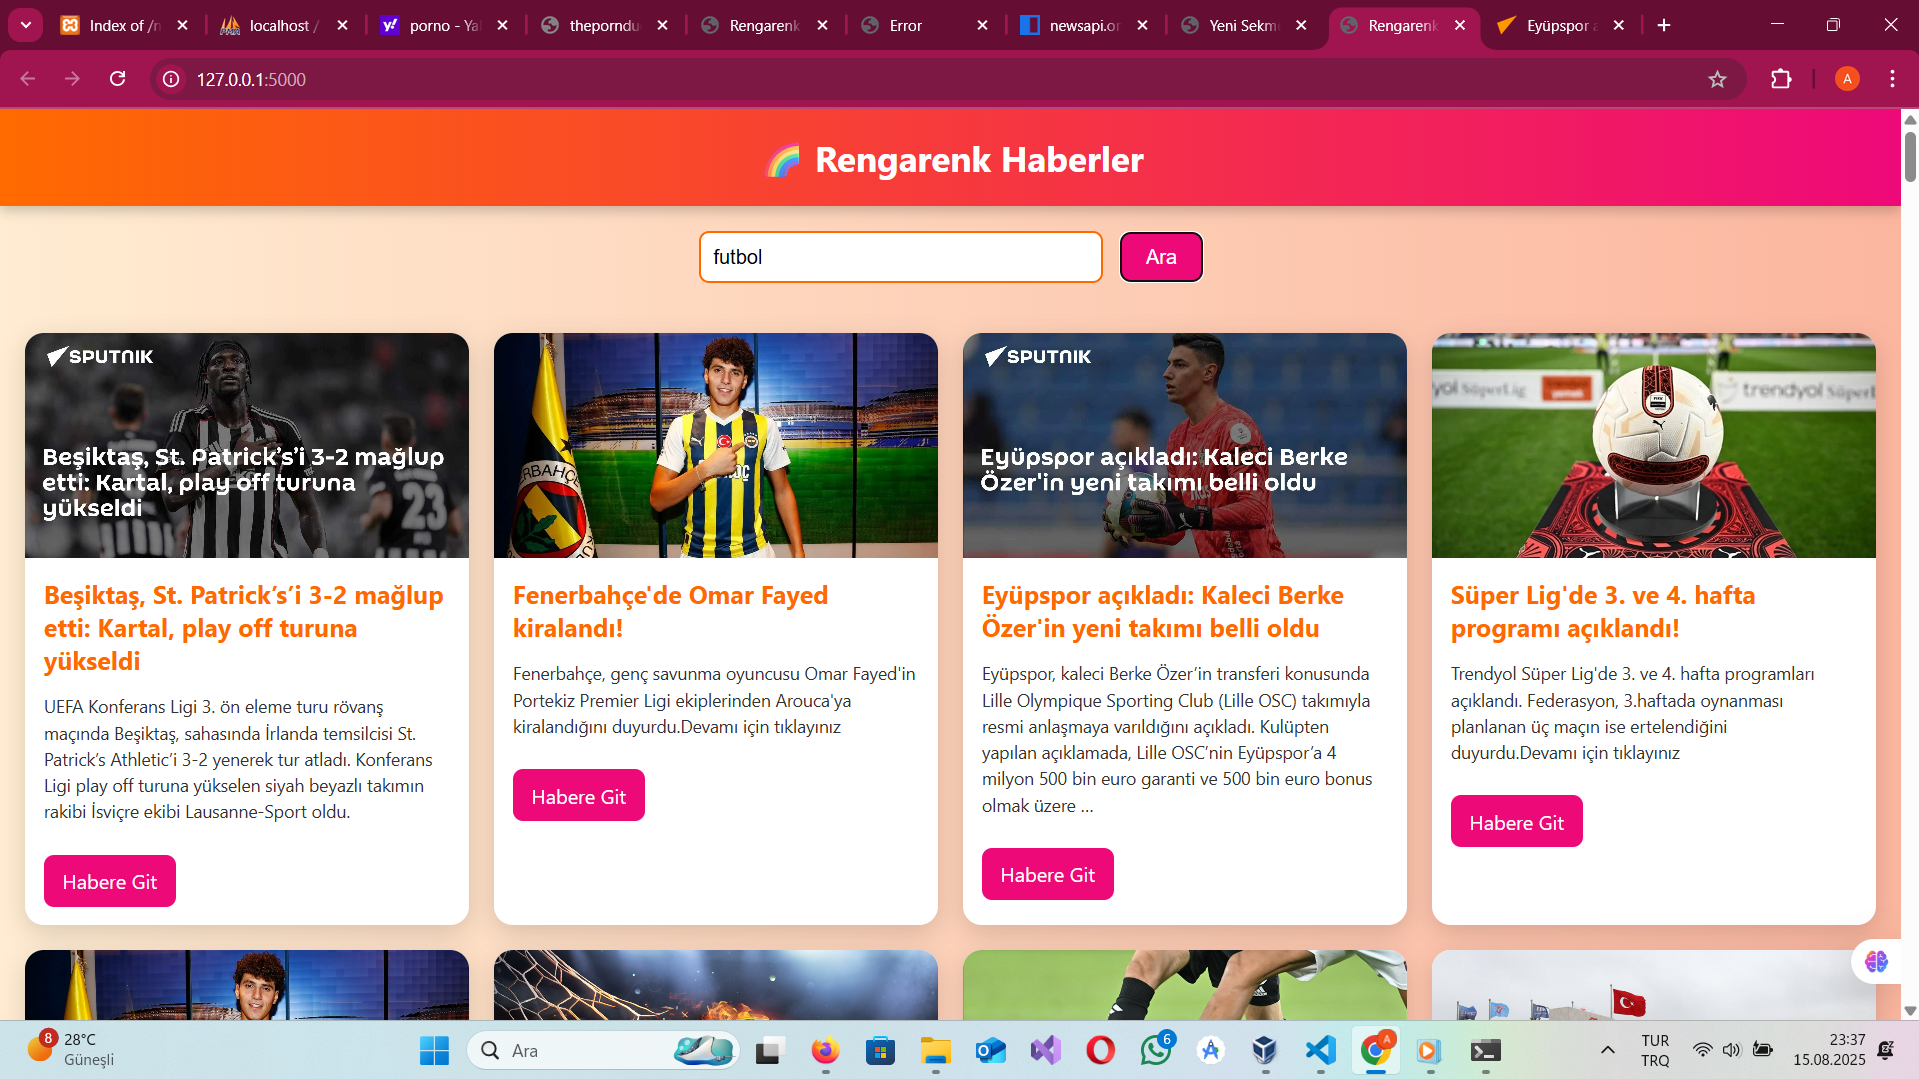 Index of /n
localhost /
porno - Ya
theporndu
Rengarenk
Error
newsapi.or
Yeni Sekme
Rengarenk
Eyüpspor a
127.0.0.1:5000
A
🌈 Rengarenk Haberler
futbol
Ara
SPUTNIK
Beşiktaş, St. Patrick’s’i 3-2 mağlup
etti: Kartal, play off turuna
yükseldi
23
Beşiktaş, St. Patrick’s’i 3-2 mağlup
etti: Kartal, play off turuna
yükseldi
UEFA Konferans Ligi 3. ön eleme turu rövanş
maçında Beşiktaş, sahasında İrlanda temsilcisi St.
Patrick’s Athletic’i 3-2 yenerek tur atladı. Konferans
Ligi play off turuna yükselen siyah beyazlı takımın
rakibi İsviçre ekibi Lausanne-Sport oldu.
Habere Git
Fenerbahçe'de Omar Fayed
kiralandı!
Fenerbahçe, genç savunma oyuncusu Omar Fayed'in
Portekiz Premier Ligi ekiplerinden Arouca'ya
kiralandığını duyurdu.Devamı için tıklayınız
Habere Git
SPUTNIK
Eyüpspor açıkladı: Kaleci Berke
Özer'in yeni takımı belli oldu
Eyüpspor açıkladı: Kaleci Berke
Özer'in yeni takımı belli oldu
Eyüpspor, kaleci Berke Özer’in transferi konusunda
Lille Olympique Sporting Club (Lille OSC) takımıyla
resmi anlaşmaya varıldığını açıkladı. Kulüpten
yapılan açıklamada, Lille OSC’nin Eyüpspor’a 4
milyon 500 bin euro garanti ve 500 bin euro bonus
olmak üzere …
Habere Git
trendyol
Süper Lig'de 3. ve 4. hafta
programı açıklandı!
Trendyol Süper Lig'de 3. ve 4. hafta programları
açıklandı. Federasyon, 3.haftada oynanması
planlanan üç maçın ise ertelendiğini
duyurdu.Devamı için tıklayınız
Habere Git
8
28°C
Güneşli
Ara
6
A
TUR
TRQ
23:37
15.08.2025